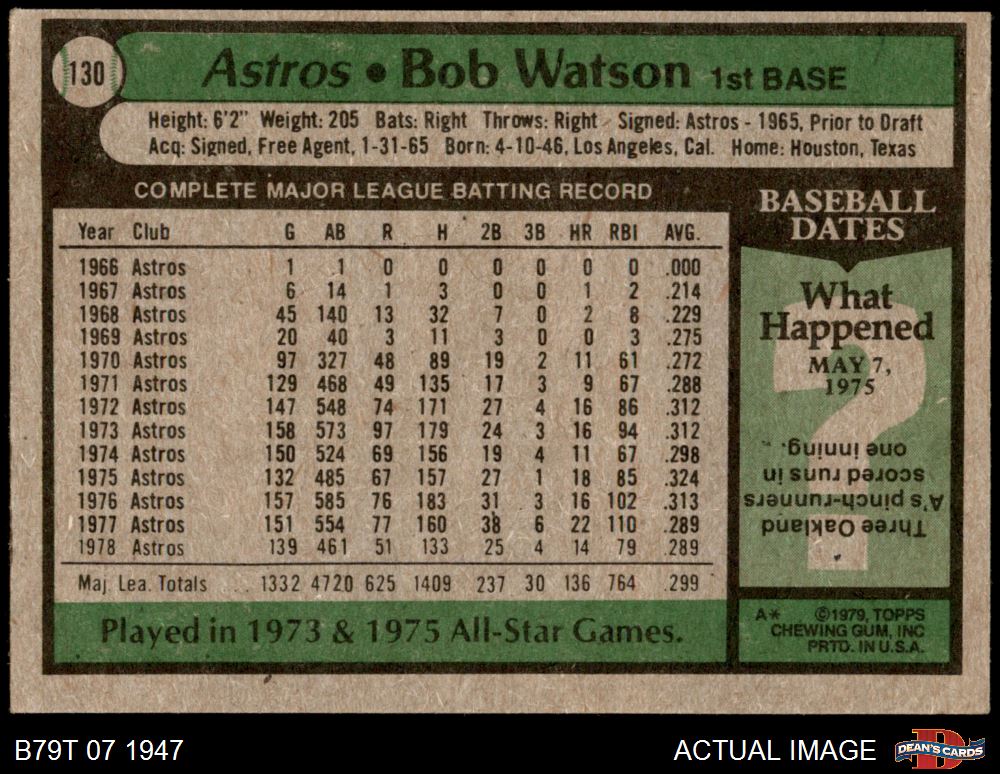 130
Astros • Bob Watson 1st BASE
Height: 6'2" Weight: 205 Bats: Right Throws: Right Signed: Astros - 1965, Prior to Draft
Acq: Signed, Free Agent, 1-31-65 Born: 4-10-46, Los Angeles, Cal. Home: Houston, Texas
COMPLETE MAJOR LEAGUE BATTING RECORD
Year Club G AB R H 2B 3B HR RBI AVG.
1966 Astros 1 1 0 0 0 0 0 0 .000
1967 Astros 6 14 1 3 0 0 1 2 .214
1968 Astros 45 140 13 32 7 0 2 8 .229
1969 Astros 20 40 3 11 3 0 0 3 .275
1970 Astros 97 327 48 89 19 2 11 61 .272
1971 Astros 129 468 49 135 17 3 9 67 .288
1972 Astros 147 548 74 171 27 4 16 86 .312
1973 Astros 158 573 97 179 24 3 16 94 .312
1974 Astros 150 524 69 156 19 4 11 67 .298
1975 Astros 132 485 67 157 27 1 18 85 .324
1976 Astros 157 585 76 183 31 3 16 102 .313
1977 Astros 151 554 77 160 38 6 22 110 .289
1978 Astros 139 461 51 133 25 4 14 79 .289
Maj. Lea. Totals ... 1332 4720 625 1409 237 30 136 764 .299
Played in 1973 & 1975 All-Star Games.
BASEBALL
DATES
What
Happened
MAY 7,
1975
?
Three Oakland
A's pinch-runners
scored runs in
one inning.
A* ©1979, TOPPS
CHEWING GUM, INC
PRTD. IN U.S.A.
B79T 07 1947
ACTUAL IMAGE
D
DEAN'S CARDS